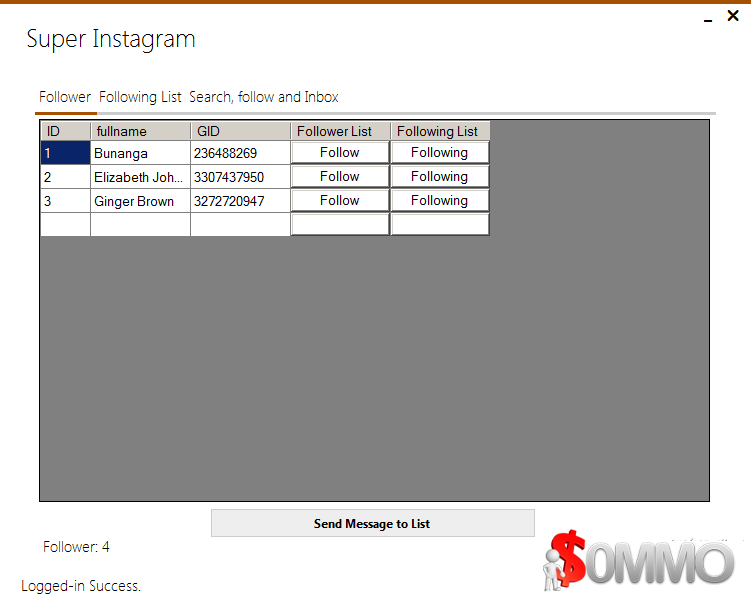 Super Instagram
Follower Following List Search, follow and Inbox
ID fullname GID Follower List Following List
1 Bunanga 236488269 Follow Following
2 Elizabeth Joh... 3307437950 Follow Following
3 Ginger Brown 3272720947 Follow Following
Send Message to List
Follower: 4
$OMMO
Logged-in Success.